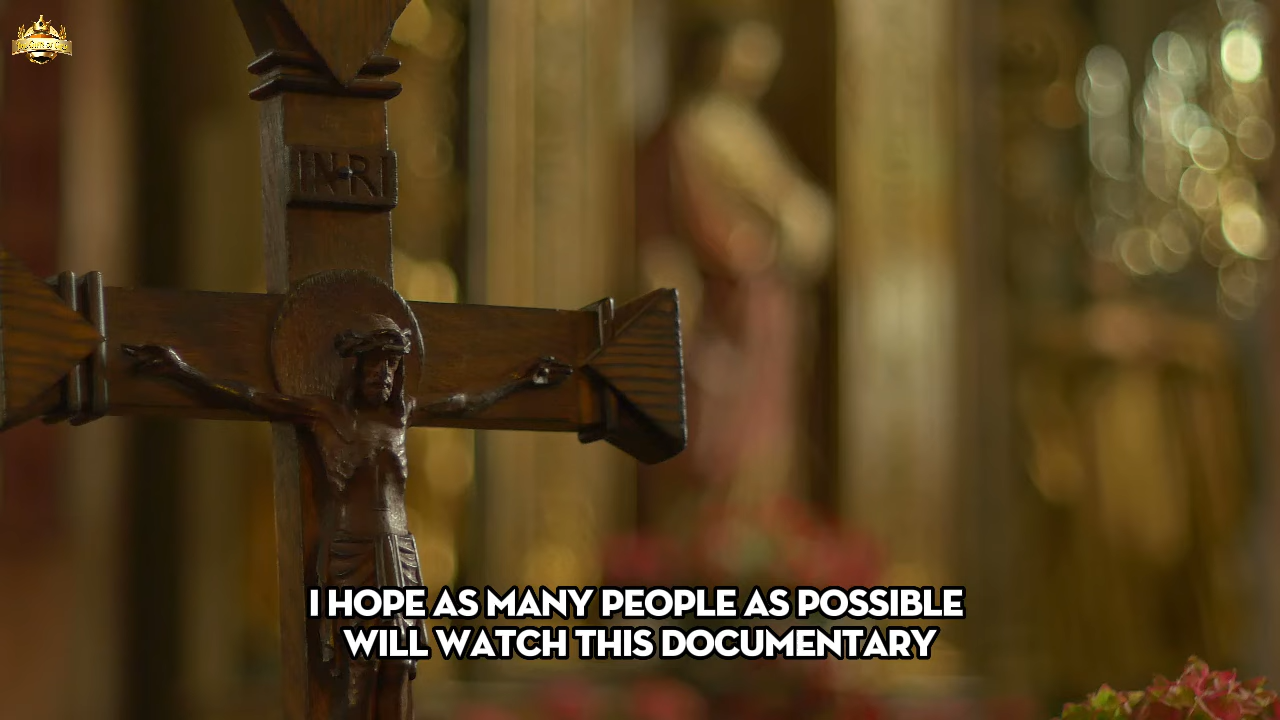 INRI
I HOPE AS MANY PEOPLE AS POSSIBLE
WILL WATCH THIS DOCUMENTARY